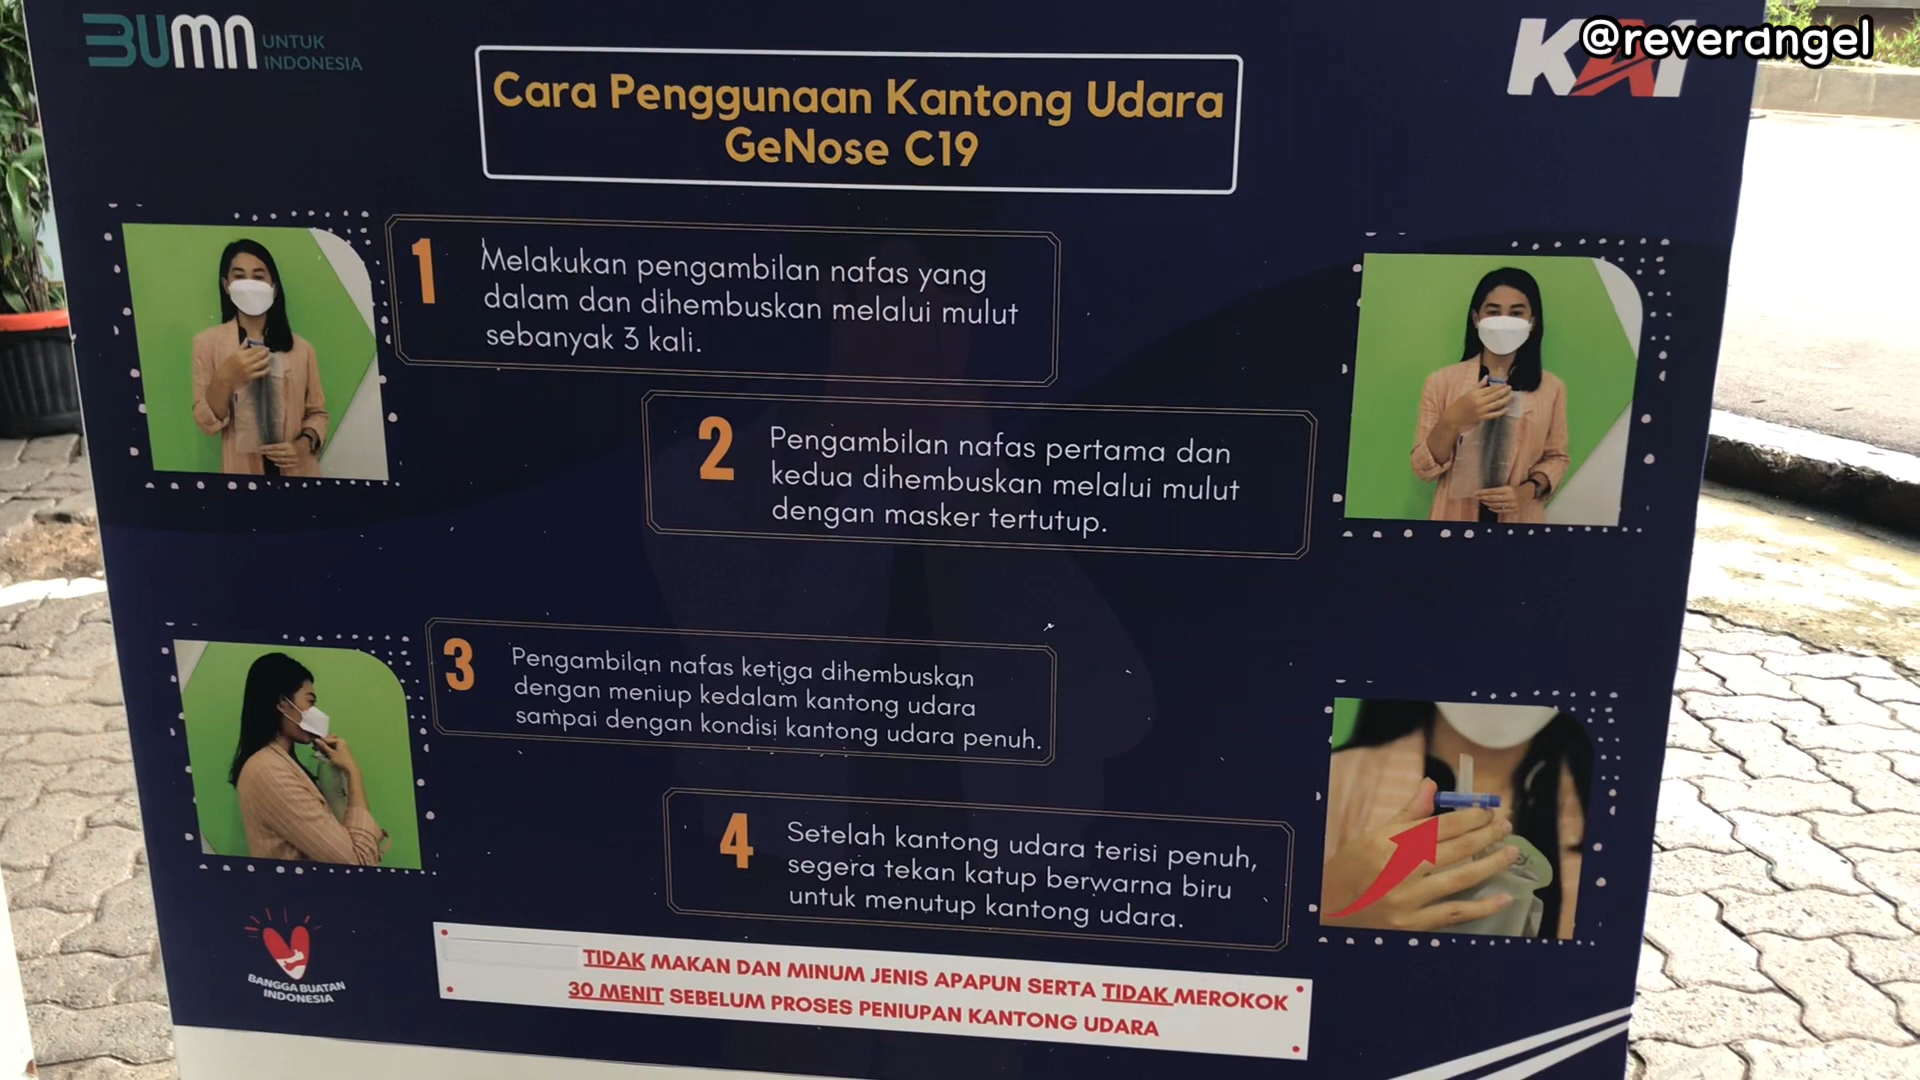 BUMN UNTUK
INDONESIA
KAI
@reverangel
Cara Penggunaan Kantong Udara
GeNose C19
1
Melakukan pengambilan nafas yang
dalam dan dihembuskan melalui mulut
sebanyak 3 kali.
2
Pengambilan nafas pertama dan
kedua dihembuskan melalui mulut
dengan masker tertutup.
3
Pengambilan nafas ketiga dihembuskan
dengan meniup kedalam kantong udara
sampai dengan kondisi kantong udara penuh.
4
Setelah kantong udara terisi penuh,
segera tekan katup berwarna biru
untuk menutup kantong udara.
BANGGA BUATAN
INDONESIA
TIDAK MAKAN DAN MINUM JENIS APAPUN SERTA TIDAK MEROKOK
30 MENIT SEBELUM PROSES PENIUPAN KANTONG UDARA